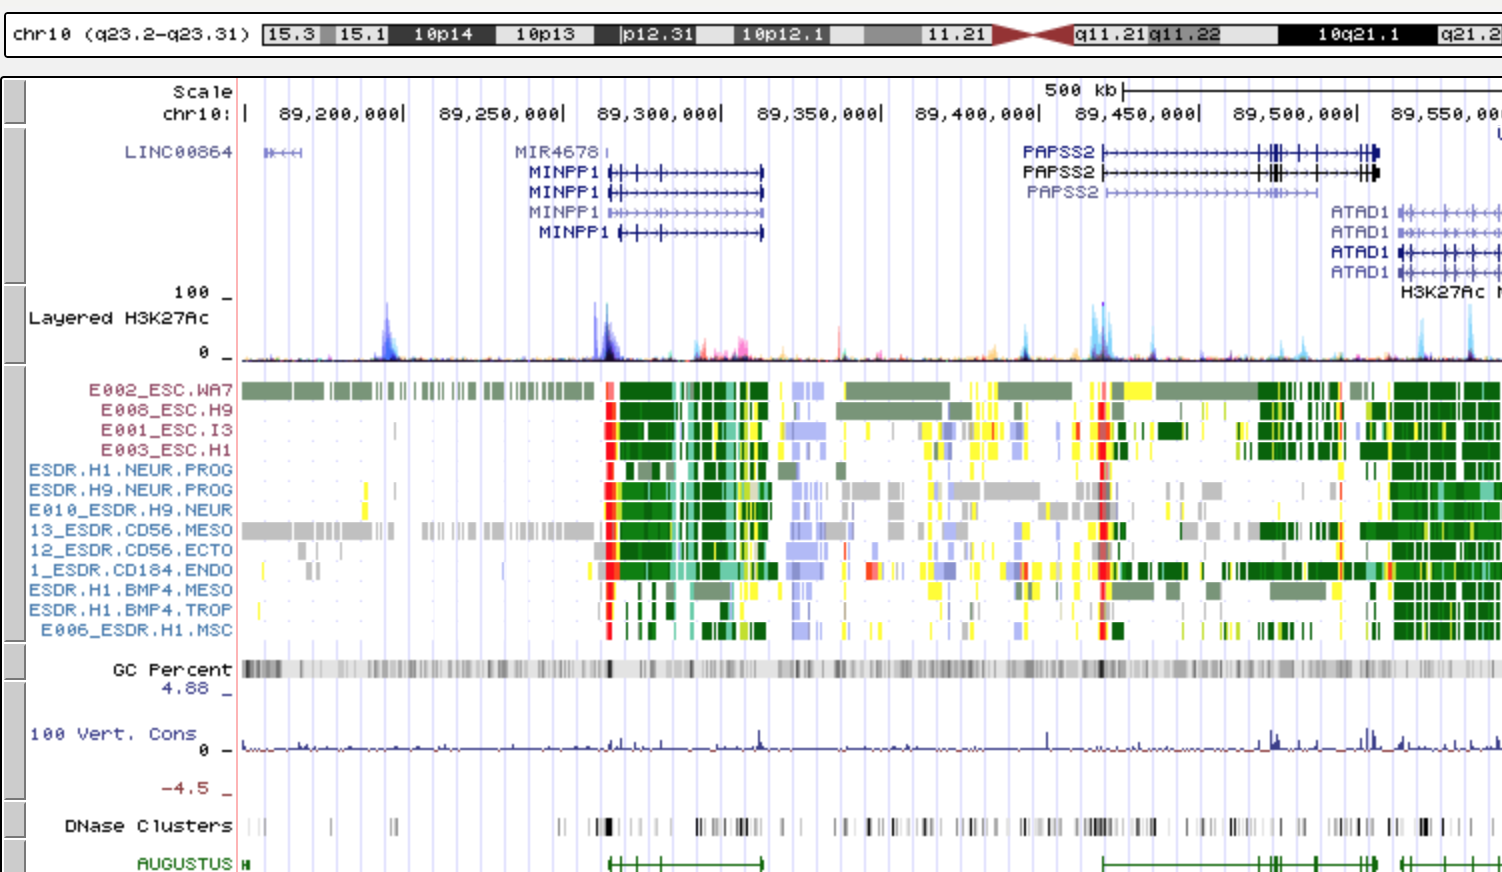 chr10 (q23.2-q23.31) 15.3 15.1 10p14 10p13 p12.31 10p12.1 11.21 q11.21 q11.22 10q21.1 q21.2
Scale 500 kb
chr10: 89,200,000 89,250,000 89,300,000 89,350,000 89,400,000 89,450,000 89,500,000 89,550,00
LINC00864 MIR4678 PAPSS2
MINPP1 PAPSS2
MINPP1 PAPSS2
MINPP1 ATAD1
MINPP1 ATAD1
ATAD1
ATAD1
100 _ H3K27Ac
Layered H3K27Ac
0 _
E002_ESC.WA7
E008_ESC.H9
E001_ESC.I3
E003_ESC.H1
ESDR.H1.NEUR.PROG
ESDR.H9.NEUR.PROG
E010_ESDR.H9.NEUR
13_ESDR.CD56.MESO
12_ESDR.CD56.ECTO
1_ESDR.CD184.ENDO
ESDR.H1.BMP4.MESO
ESDR.H1.BMP4.TROP
E006_ESDR.H1.MSC
GC Percent
4.88 _
100 Vert. Cons
0 _
-4.5 _
DNase Clusters
AUGUSTUS